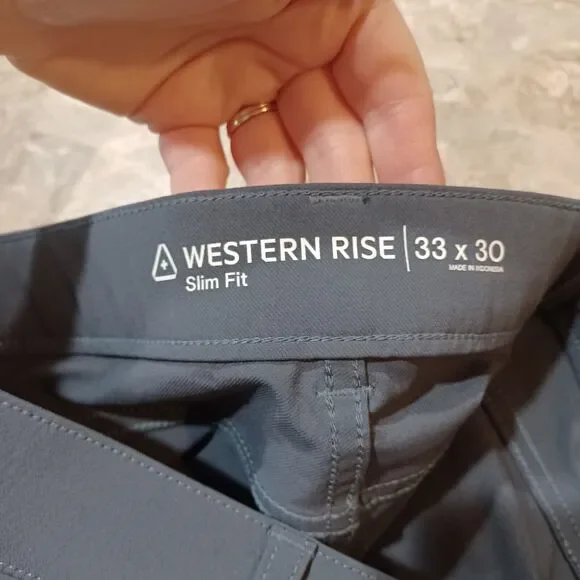 WESTERN RISE | 33 x 30
Slim Fit
MADE IN INDONESIA